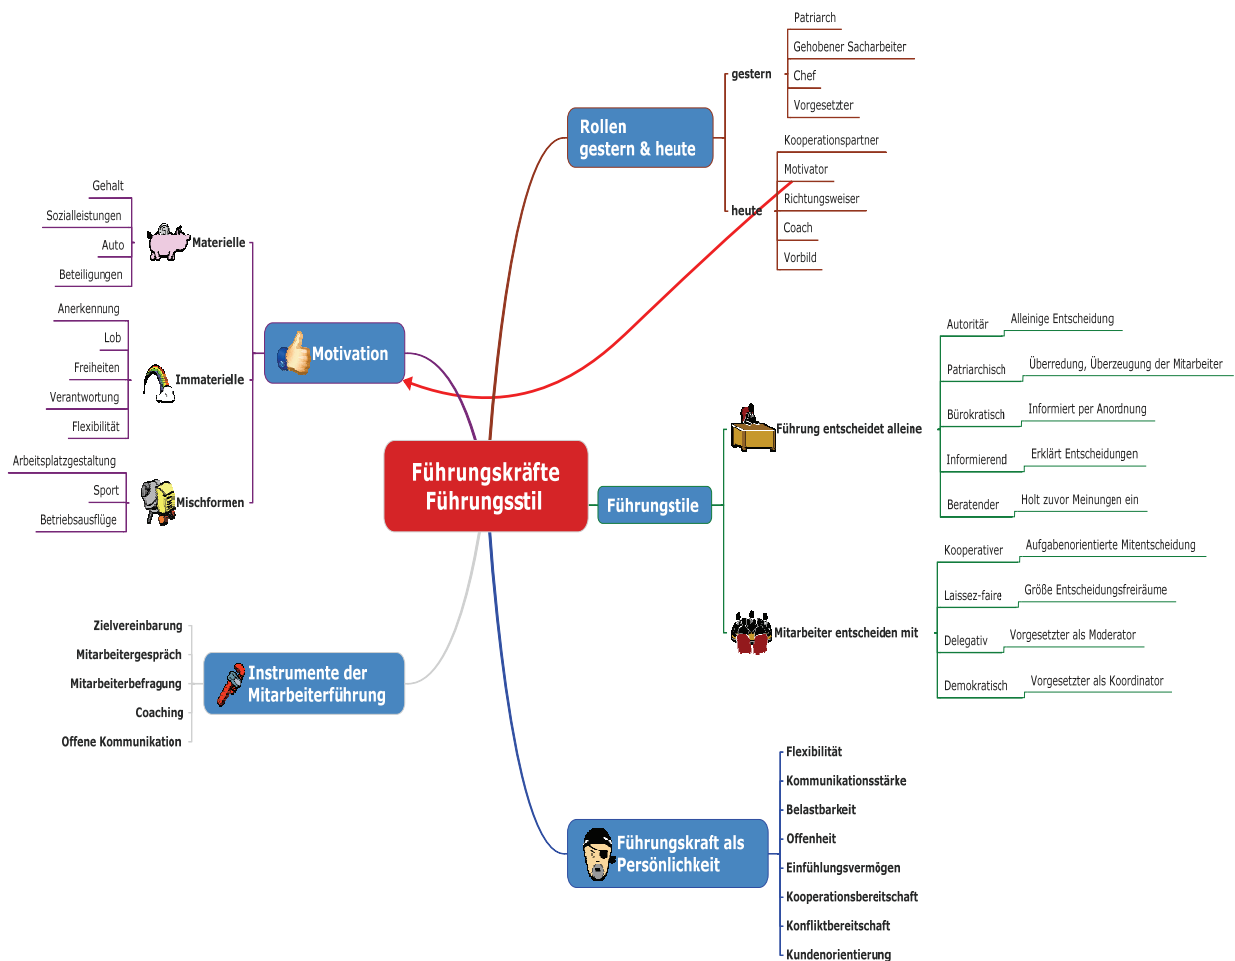 Führungskräfte
Führungsstil
Rollen
gestern & heute
gestern
Patriarch
Gehobener Sacharbeiter
Chef
Vorgesetzter
heute
Kooperationspartner
Motivator
Richtungsweiser
Coach
Vorbild
Führungstile
Führung entscheidet alleine
Autoritär
Alleinige Entscheidung
Patriarchisch
Überredung, Überzeugung der Mitarbeiter
Bürokratisch
Informiert per Anordnung
Informierend
Erklärt Entscheidungen
Beratender
Holt zuvor Meinungen ein
Mitarbeiter entscheiden mit
Kooperativer
Aufgabenorientierte Mitentscheidung
Laissez-faire
Größe Entscheidungsfreiräume
Delegativ
Vorgesetzter als Moderator
Demokratisch
Vorgesetzter als Koordinator
Führungskraft als
Persönlichkeit
Flexibilität
Kommunikationsstärke
Belastbarkeit
Offenheit
Einfühlungsvermögen
Kooperationsbereitschaft
Konfliktbereitschaft
Kundenorientierung
Instrumente der
Mitarbeiterführung
Zielvereinbarung
Mitarbeitergespräch
Mitarbeiterbefragung
Coaching
Offene Kommunikation
Motivation
Materielle
Gehalt
Sozialleistungen
Auto
Beteiligungen
Immaterielle
Anerkennung
Lob
Freiheiten
Verantwortung
Flexibilität
Mischformen
Arbeitsplatzgestaltung
Sport
Betriebsausflüge